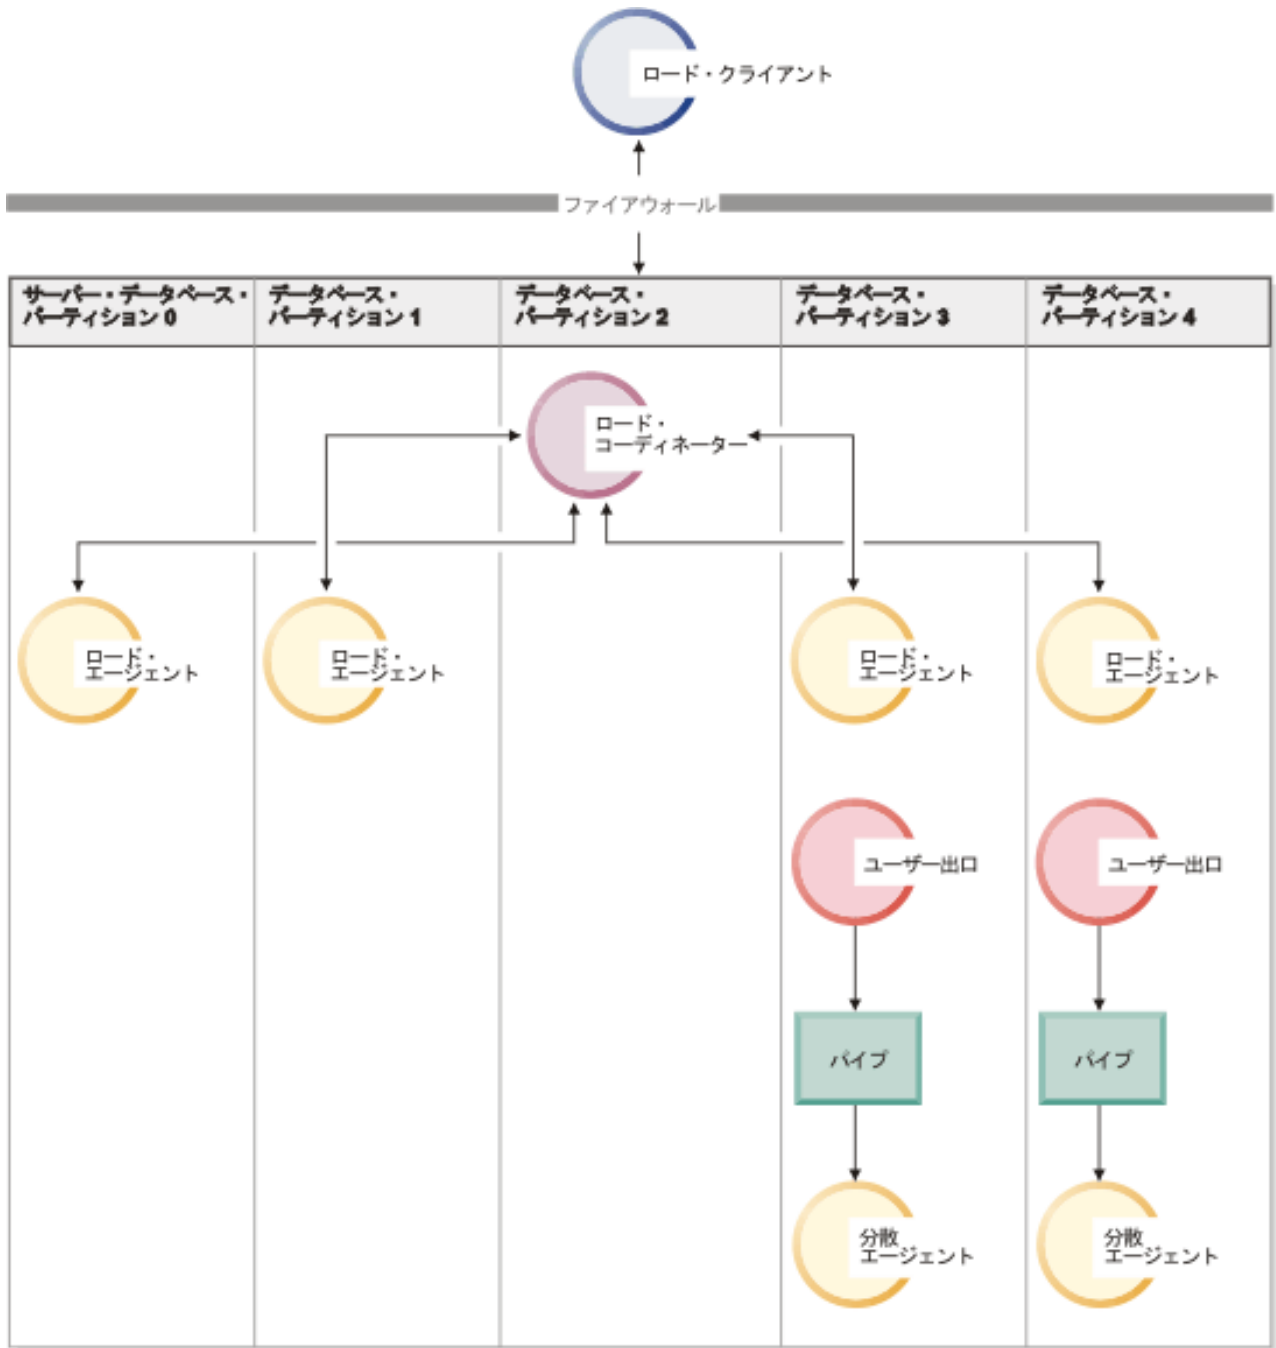 ロード・クライアント
ファイアウォール
サーバー・データベース・
パーティション 0
データベース・
パーティション 1
データベース・
パーティション 2
データベース・
パーティション 3
データベース・
パーティション 4
ロード・
コーディネーター
ロード・
エージェント
ロード・
エージェント
ロード・
エージェント
ロード・
エージェント
ユーザー出口
ユーザー出口
パイプ
パイプ
分散
エージェント
分散
エージェント